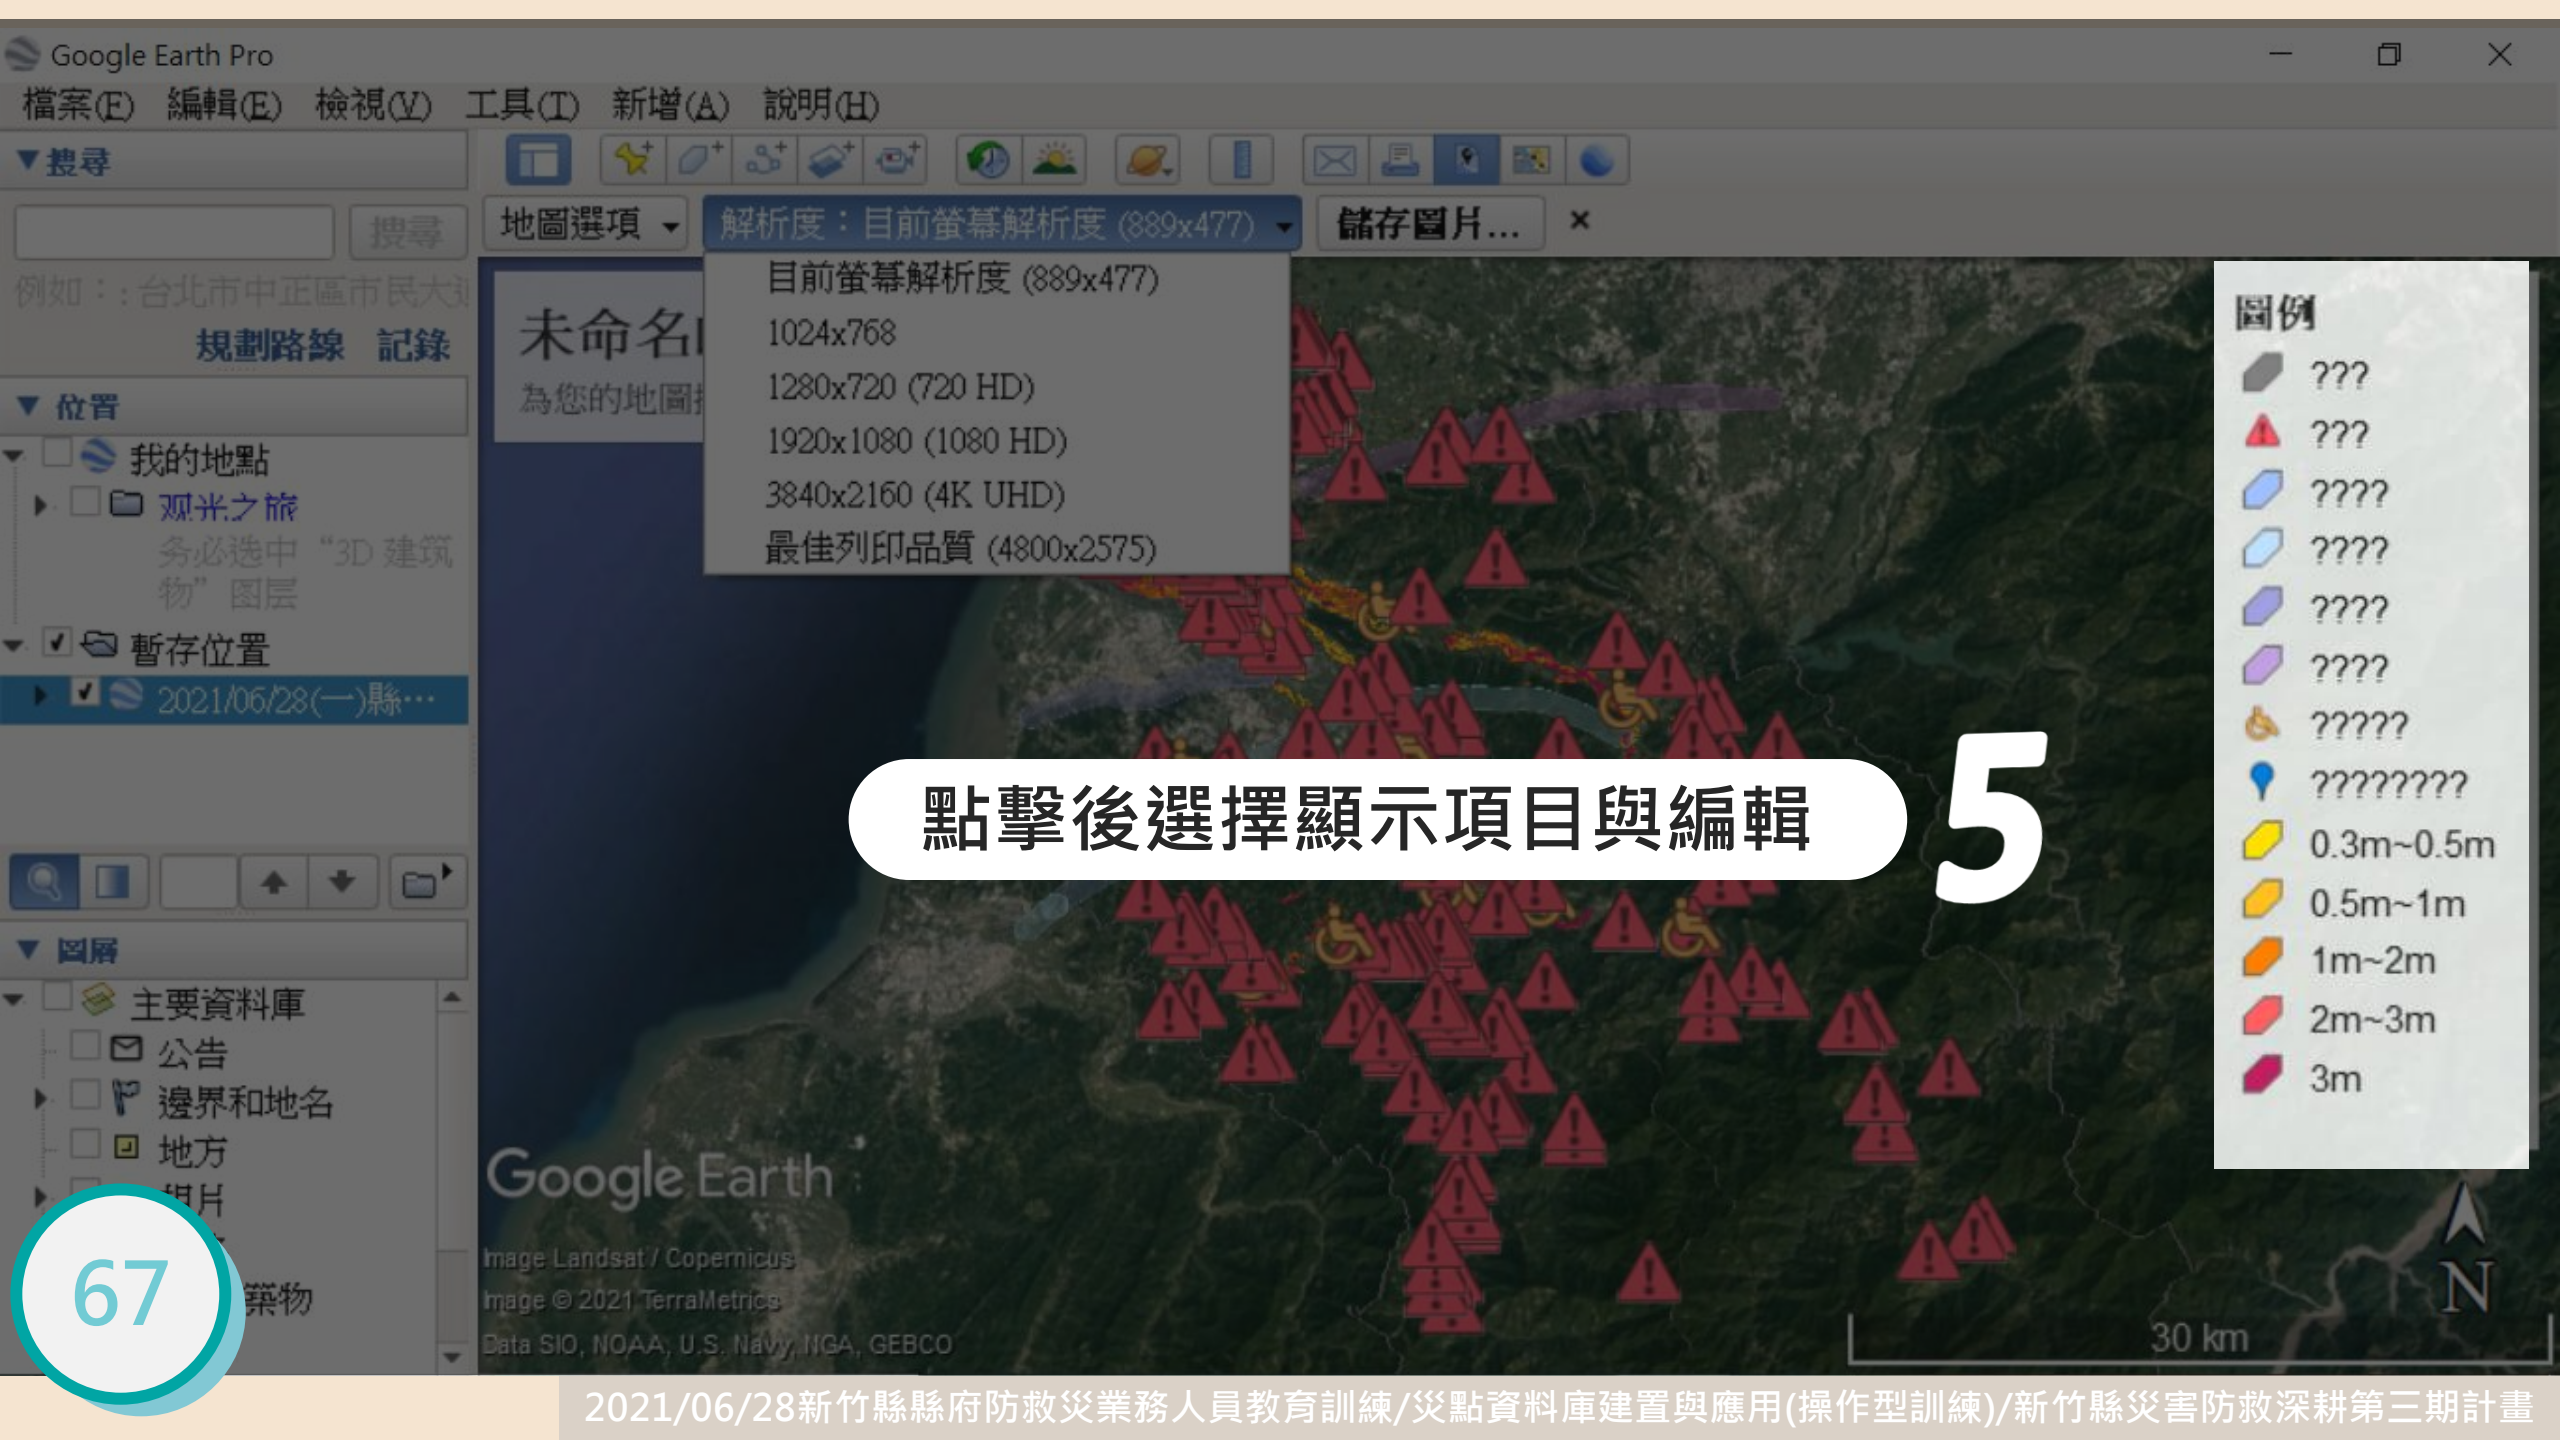 Google Earth Pro
檔案(F) 編輯(E) 檢視(V) 工具(T) 新增(A) 說明(H)
搜尋
搜尋
例如：: 台北市中正區市民大道
規劃路線 記錄
位置
我的地點
观光之旅
务必选中“3D 建筑
物”图层
暫存位置
2021/06/28(一)縣…
圖層
主要資料庫
公告
邊界和地名
地方
相片
築物
地圖選項
解析度：目前螢幕解析度 (889x477)
儲存圖片...
目前螢幕解析度 (889x477)
1024x768
1280x720 (720 HD)
1920x1080 (1080 HD)
3840x2160 (4K UHD)
最佳列印品質 (4800x2575)
未命名
為您的地圖
點擊後選擇顯示項目與編輯
5
圖例
???
???
????
????
????
????
?????
????????
0.3m~0.5m
0.5m~1m
1m~2m
2m~3m
3m
Google Earth
Image Landsat / Copernicus
Image © 2021 TerraMetrics
Data SIO, NOAA, U.S. Navy, NGA, GEBCO
N
30 km
67
2021/06/28新竹縣縣府防救災業務人員教育訓練/災點資料庫建置與應用(操作型訓練)/新竹縣災害防救深耕第三期計畫